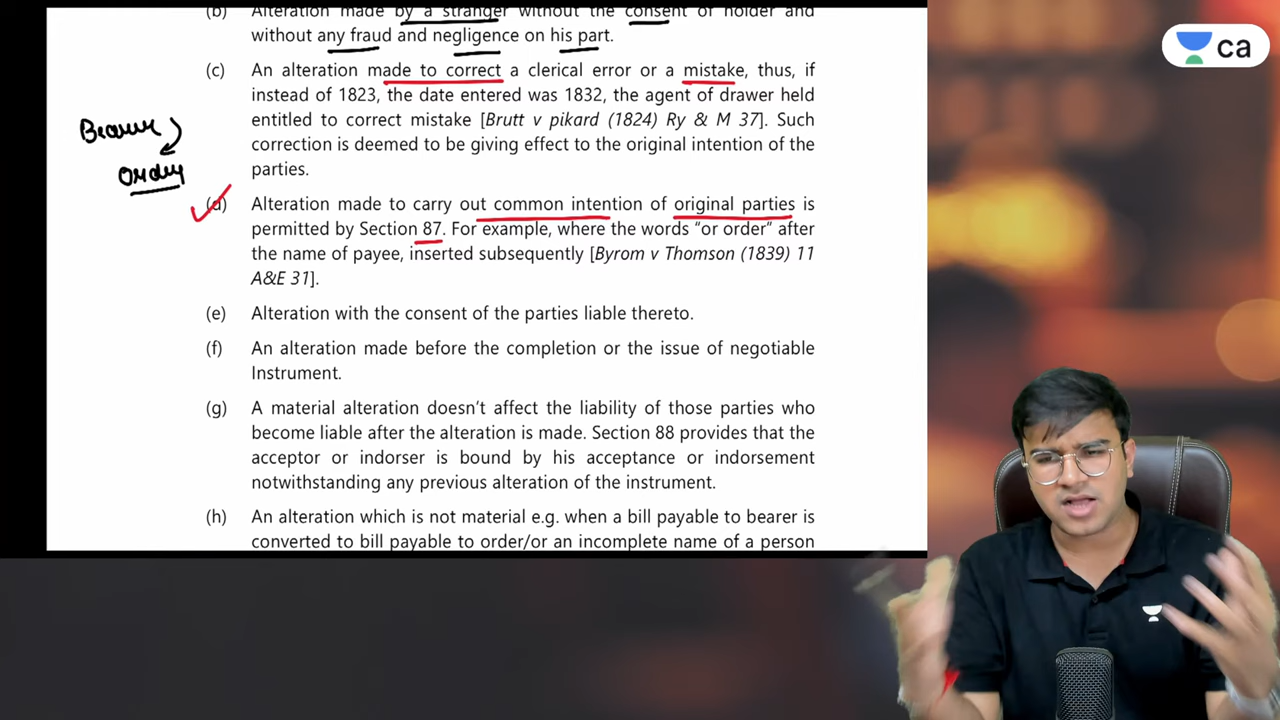 (b) Alteration made by a stranger without the consent of holder and
without any fraud and negligence on his part.
(c) An alteration made to correct a clerical error or a mistake, thus, if
instead of 1823, the date entered was 1832, the agent of drawer held
entitled to correct mistake [Brutt v pikard (1824) Ry & M 37]. Such
correction is deemed to be giving effect to the original intention of the
parties.
Bearer
Order
(d) Alteration made to carry out common intention of original parties is
permitted by Section 87. For example, where the words “or order” after
the name of payee, inserted subsequently [Byrom v Thomson (1839) 11
A&E 31].
(e) Alteration with the consent of the parties liable thereto.
(f) An alteration made before the completion or the issue of negotiable
Instrument.
(g) A material alteration doesn’t affect the liability of those parties who
become liable after the alteration is made. Section 88 provides that the
acceptor or indorser is bound by his acceptance or indorsement
notwithstanding any previous alteration of the instrument.
(h) An alteration which is not material e.g. when a bill payable to bearer is
converted to bill payable to order/or an incomplete name of a person
ca